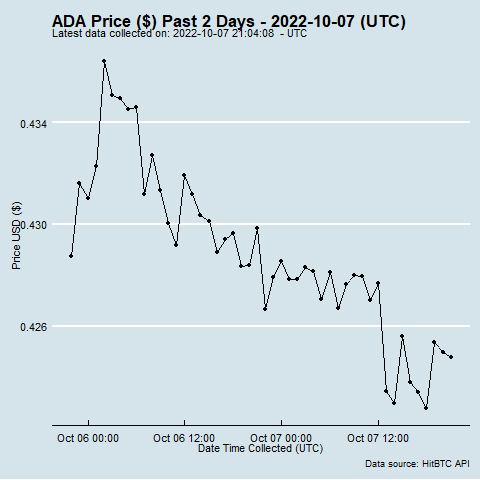 ADA Price ($) Past 2 Days - 2022-10-07 (UTC)
Latest data collected on: 2022-10-07 21:04:08 - UTC
0.434
0.430
0.426
Price USD ($)
Oct 06 00:00
Oct 06 12:00
Oct 07 00:00
Oct 07 12:00
Date Time Collected (UTC)
Data source: HitBTC API